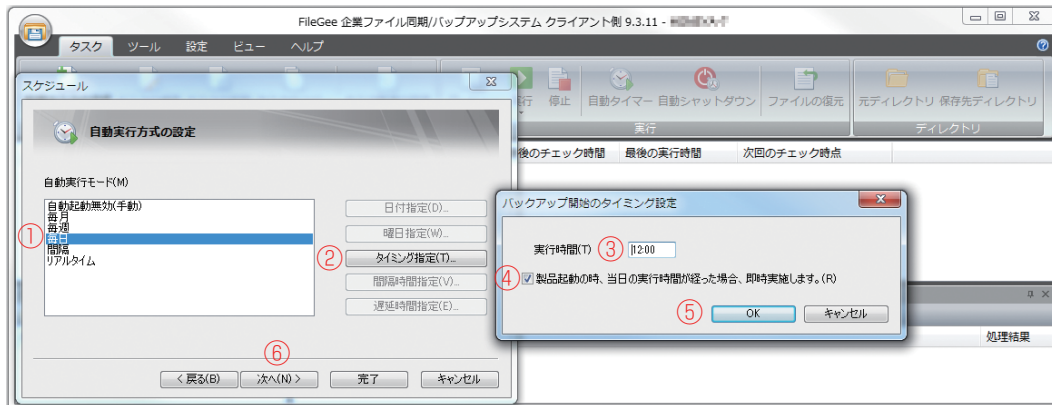 FileGee 企業ファイル同期/バップアップシステム クライアント側 9.3.11 -
タスク ツール 設定 ビュー ヘルプ
スケジュール
停止 自動タイマー 自動シャットダウン ファイルの復元 元ディレクトリ 保存先ディレクトリ
実行 ディレクトリ
自動実行方式の設定
後のチェック時間 最後の実行時間 次回のチェック時点
自動実行モード(M)
自動起動無効(手動)
毎月
毎週
① 毎日
間隔
リアルタイム
日付指定(D)...
曜日指定(W)...
② タイミング指定(T)...
間隔時間指定(V)...
遅延時間指定(E)...
バックアップ開始のタイミング設定
実行時間(T) ③ 12:00
④ 製品起動の時、当日の実行時間が経った場合、即時実施します。(R)
⑤ OK キャンセル
処理結果
⑥
< 戻る(B) 次へ(N) > 完了 キャンセル